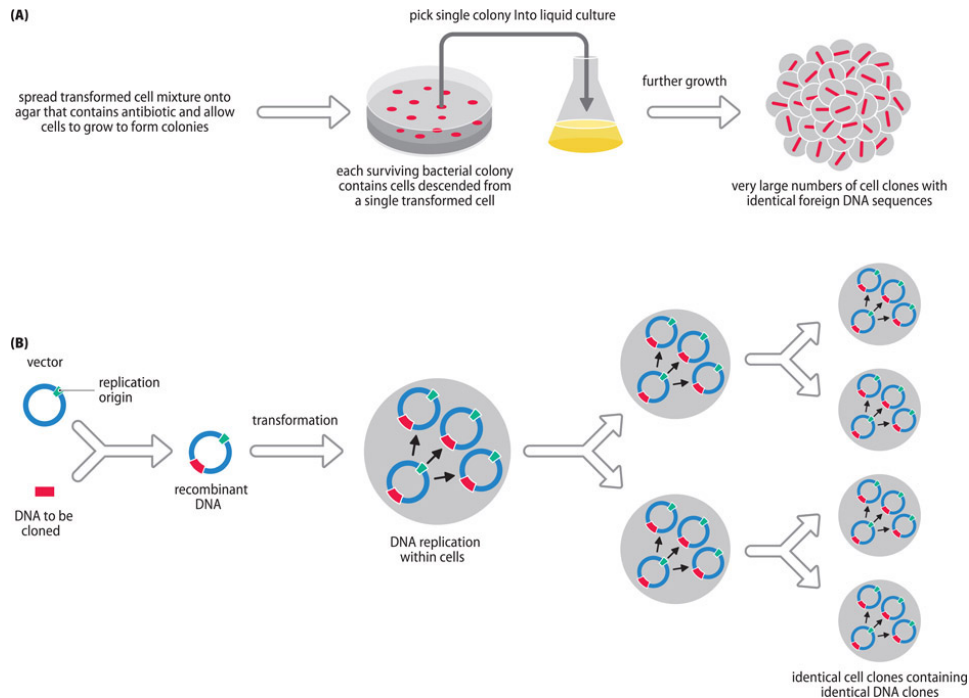 (A)
pick single colony Into liquid culture
spread transformed cell mixture onto
agar that contains antibiotic and allow
cells to grow to form colonies
further growth
each surviving bacterial colony
contains cells descended from
a single transformed cell
very large numbers of cell clones with
identical foreign DNA sequences
(B)
vector
replication
origin
transformation
DNA to be
cloned
recombinant
DNA
DNA replication
within cells
identical cell clones containing
identical DNA clones